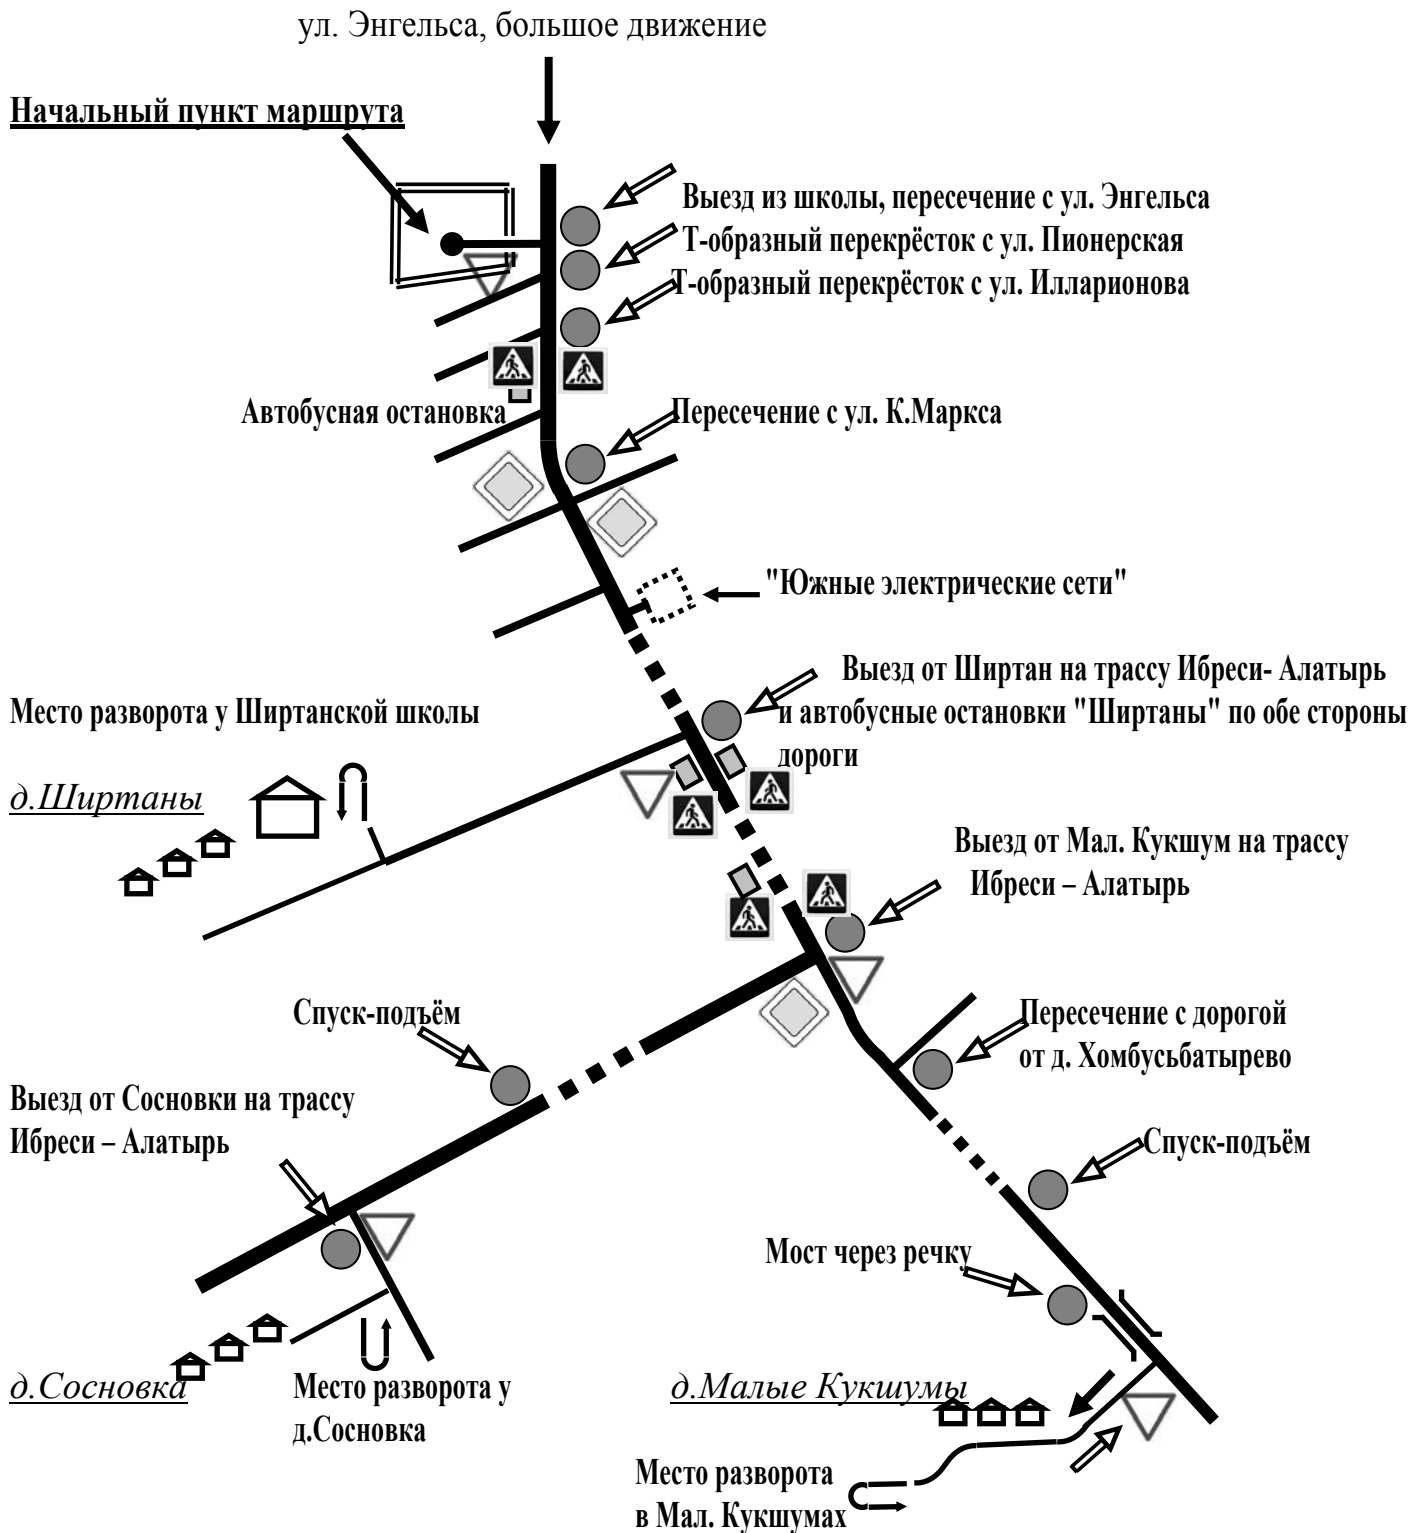 ул. Энгельса, большое движение
Начальный пункт маршрута
Выезд из школы, пересечение с ул. Энгельса
Т-образный перекрёсток с ул. Пионерская
Т-образный перекрёсток с ул. Илларионова
Автобусная остановка
Пересечение с ул. К.Маркса
"Южные электрические сети"
Выезд от Ширтан на трассу Ибреси- Алатырь
и автобусные остановки "Ширтаны" по обе стороны
дороги
Место разворота у Ширтанской школы
д.Ширтаны
Выезд от Мал. Кукшум на трассу
Ибреси – Алатырь
Спуск-подъём
Пересечение с дорогой
от д. Хомбусьбатырево
Выезд от Сосновки на трассу
Ибреси – Алатырь
Спуск-подъём
Мост через речку
д.Сосновка
Место разворота у
д.Сосновка
д.Малые Кукшумы
Место разворота
в Мал. Кукшумах